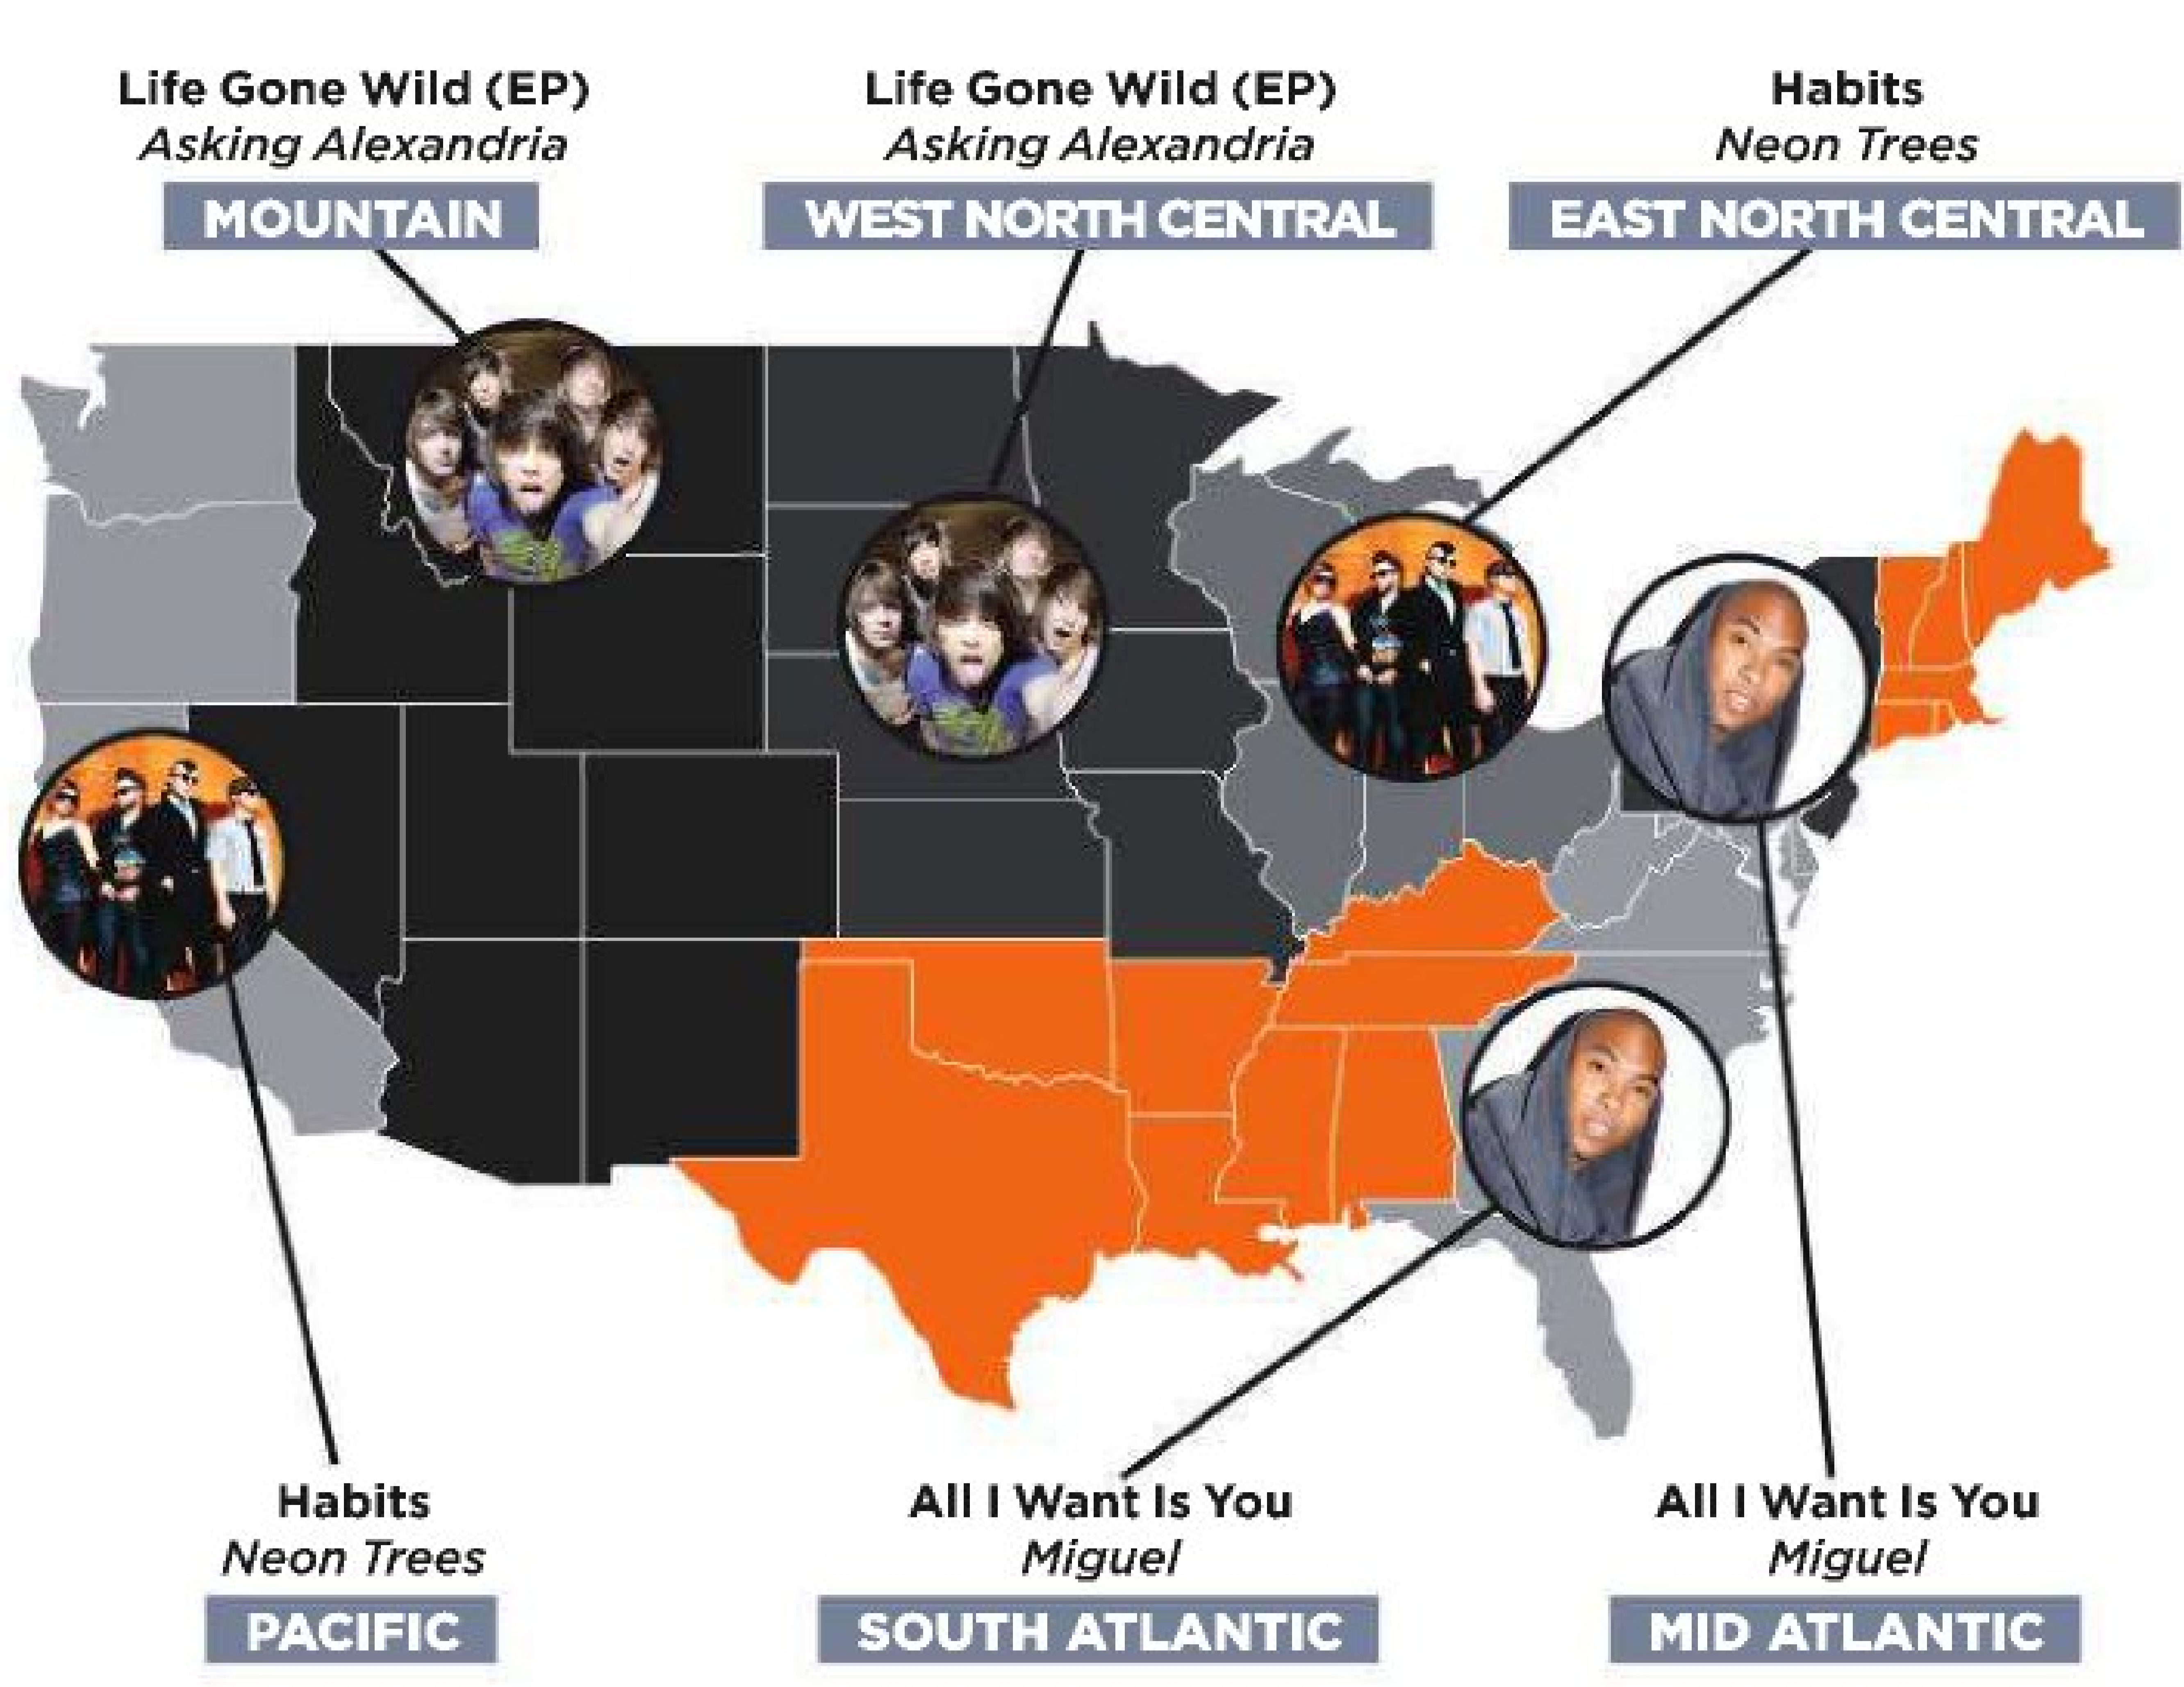 Life Gone Wild (EP)
Asking Alexandria
MOUNTAIN
Life Gone Wild (EP)
Asking Alexandria
WEST NORTH CENTRAL
Habits
Neon Trees
EAST NORTH CENTRAL
Habits
Neon Trees
PACIFIC
All I Want Is You
Miguel
SOUTH ATLANTIC
All I Want Is You
Miguel
MID ATLANTIC